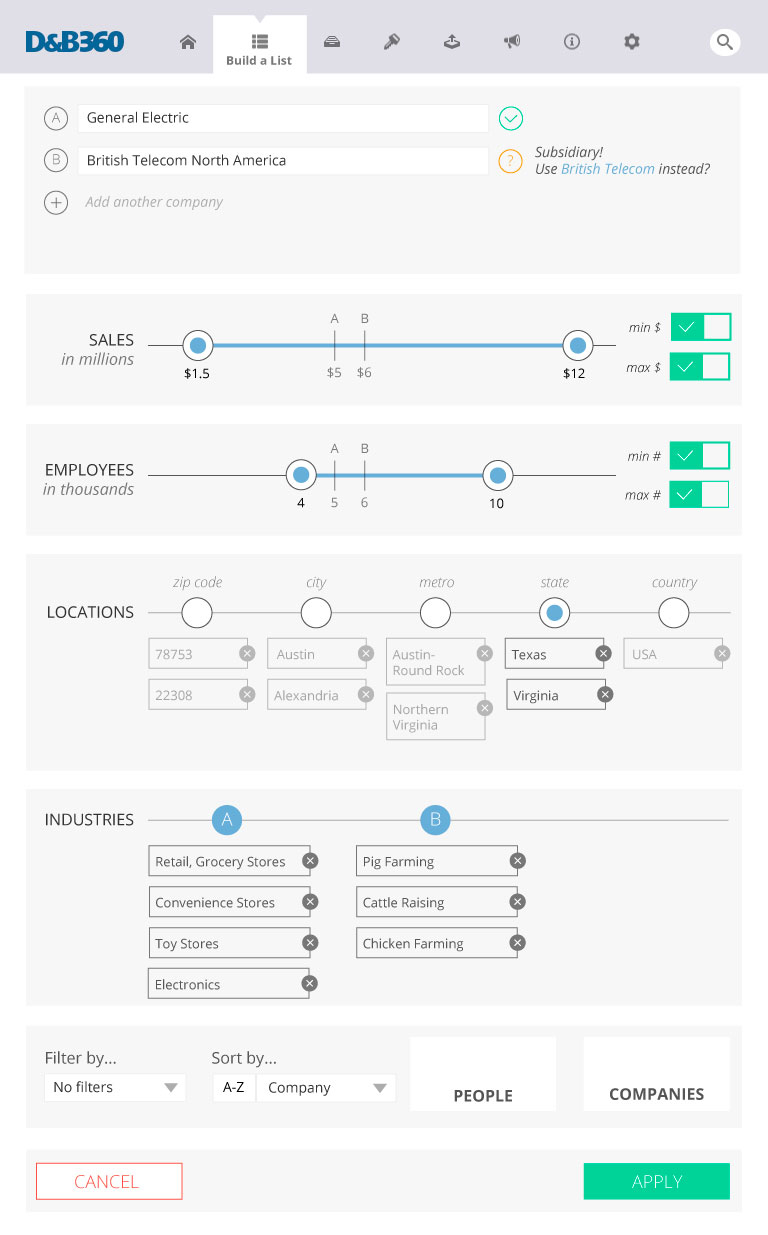 D&B360
Build a List
A
General Electric
B
British Telecom North America
?
Subsidiary!
Use British Telecom instead?
+
Add another company
SALES
in millions
A
B
$1.5
$5
$6
$12
min $
max $
EMPLOYEES
in thousands
A
B
4
5
6
10
min #
max #
LOCATIONS
zip code
city
metro
state
country
78753
Austin
Austin-
Round Rock
Texas
USA
22308
Alexandria
Northern
Virginia
Virginia
INDUSTRIES
A
B
Retail, Grocery Stores
Pig Farming
Convenience Stores
Cattle Raising
Toy Stores
Chicken Farming
Electronics
Filter by...
No filters
Sort by...
A-Z
Company
PEOPLE
COMPANIES
CANCEL
APPLY